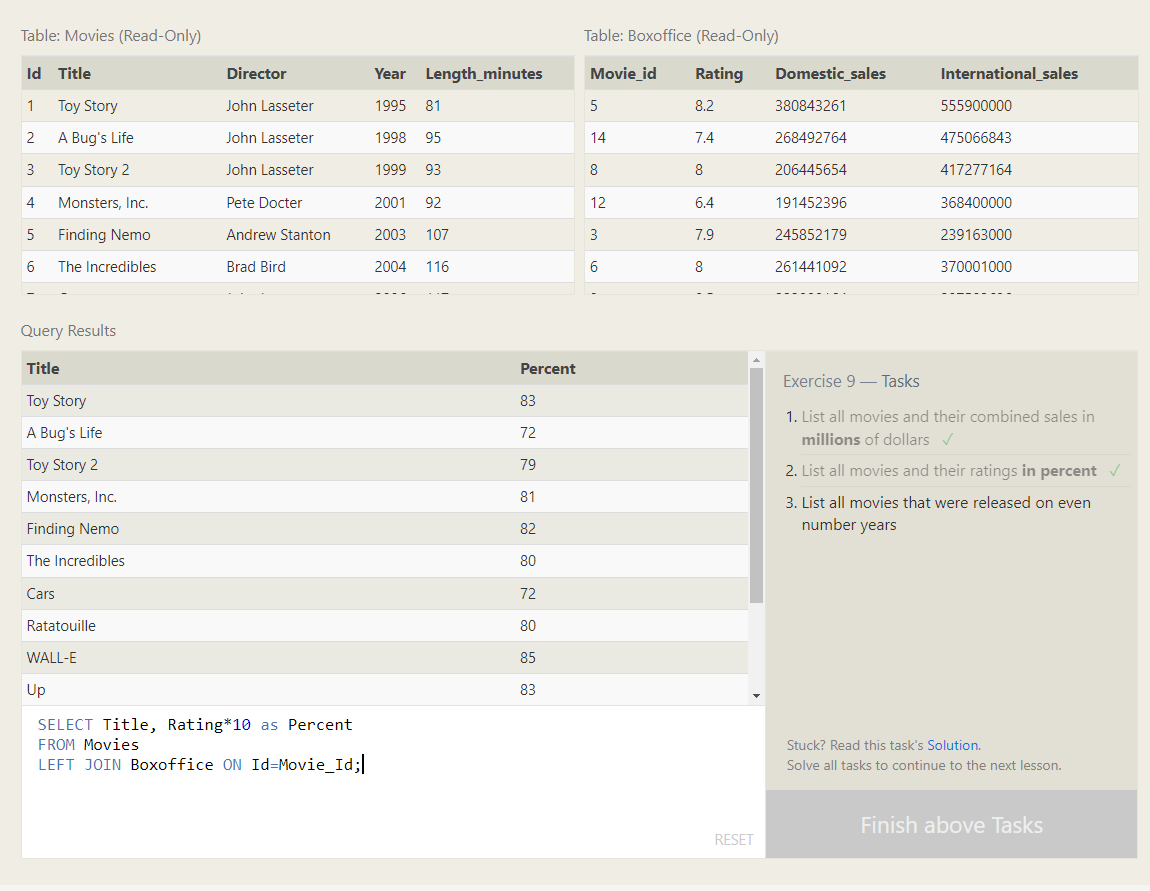 Table: Movies (Read-Only)
Id Title Director Year Length_minutes
1 Toy Story John Lasseter 1995 81
2 A Bug's Life John Lasseter 1998 95
3 Toy Story 2 John Lasseter 1999 93
4 Monsters, Inc. Pete Docter 2001 92
5 Finding Nemo Andrew Stanton 2003 107
6 The Incredibles Brad Bird 2004 116
Table: Boxoffice (Read-Only)
Movie_id Rating Domestic_sales International_sales
5 8.2 380843261 555900000
14 7.4 268492764 475066843
8 8 206445654 417277164
12 6.4 191452396 368400000
3 7.9 245852179 239163000
6 8 261441092 370001000
Query Results
Title Percent
Toy Story 83
A Bug's Life 72
Toy Story 2 79
Monsters, Inc. 81
Finding Nemo 82
The Incredibles 80
Cars 72
Ratatouille 80
WALL-E 85
Up 83
SELECT Title, Rating*10 as Percent
FROM Movies
LEFT JOIN Boxoffice ON Id=Movie_Id;
RESET
Exercise 9 — Tasks
1. List all movies and their combined sales in
millions of dollars ✓
2. List all movies and their ratings in percent ✓
3. List all movies that were released on even
number years
Stuck? Read this task's Solution.
Solve all tasks to continue to the next lesson.
Finish above Tasks